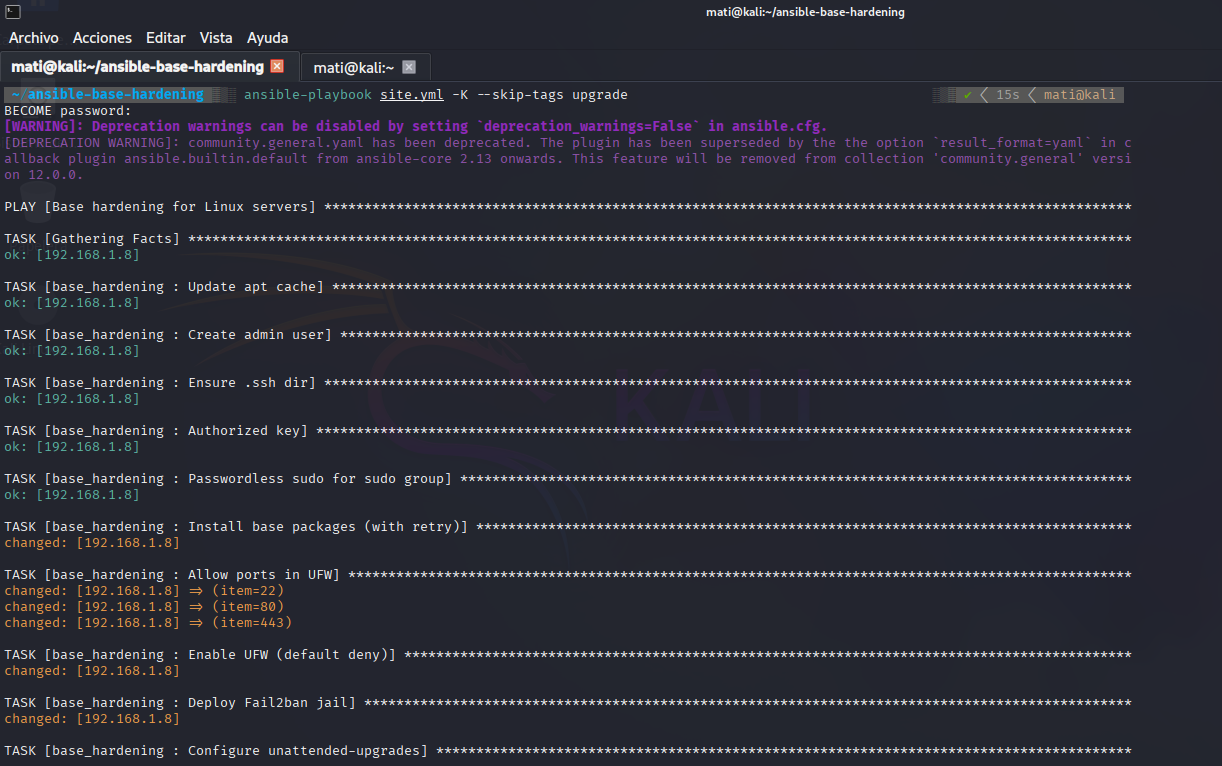 mati@kali:~/ansible-base-hardening
Archivo Acciones Editar Vista Ayuda
mati@kali:~/ansible-base-hardening mati@kali:~
~/ansible-base-hardening ansible-playbook site.yml -K --skip-tags upgrade ✔ 15s mati@kali
BECOME password:
[WARNING]: Deprecation warnings can be disabled by setting `deprecation_warnings=False` in ansible.cfg.
[DEPRECATION WARNING]: community.general.yaml has been deprecated. The plugin has been superseded by the the option `result_format=yaml` in c
allback plugin ansible.builtin.default from ansible-core 2.13 onwards. This feature will be removed from collection 'community.general' versi
on 12.0.0.
PLAY [Base hardening for Linux servers] *****************************************************************************************************
TASK [Gathering Facts] **********************************************************************************************************************
ok: [192.168.1.8]
TASK [base_hardening : Update apt cache] ****************************************************************************************************
ok: [192.168.1.8]
TASK [base_hardening : Create admin user] ***************************************************************************************************
ok: [192.168.1.8]
TASK [base_hardening : Ensure .ssh dir] *****************************************************************************************************
ok: [192.168.1.8]
TASK [base_hardening : Authorized key] ******************************************************************************************************
ok: [192.168.1.8]
TASK [base_hardening : Passwordless sudo for sudo group] ************************************************************************************
ok: [192.168.1.8]
TASK [base_hardening : Install base packages (with retry)] **********************************************************************************
changed: [192.168.1.8]
TASK [base_hardening : Allow ports in UFW] **************************************************************************************************
changed: [192.168.1.8] => (item=22)
changed: [192.168.1.8] => (item=80)
changed: [192.168.1.8] => (item=443)
TASK [base_hardening : Enable UFW (default deny)] *******************************************************************************************
changed: [192.168.1.8]
TASK [base_hardening : Deploy Fail2ban jail] ************************************************************************************************
changed: [192.168.1.8]
TASK [base_hardening : Configure unattended-upgrades] ***************************************************************************************
KALI